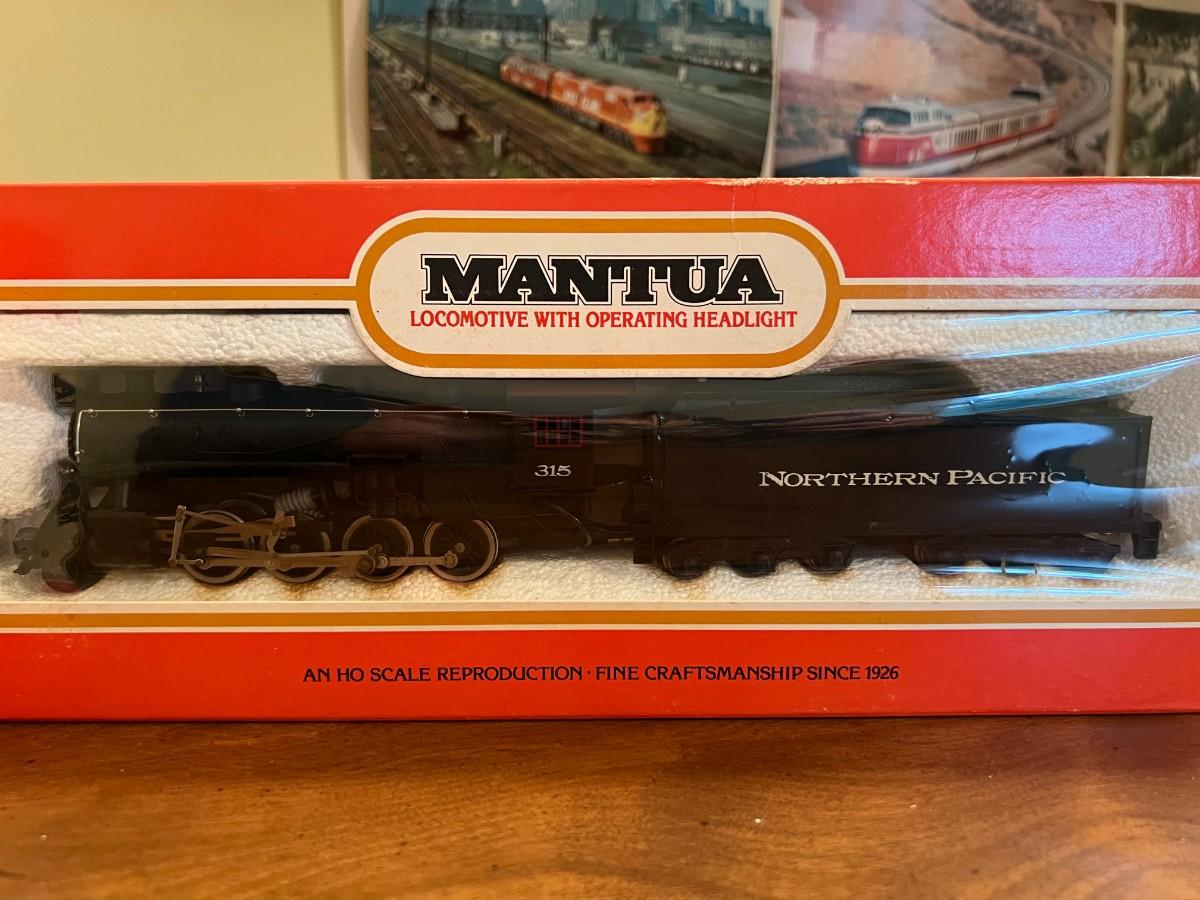 MANTUA
LOCOMOTIVE WITH OPERATING HEADLIGHT
315
NORTHERN PACIFIC
AN HO SCALE REPRODUCTION · FINE CRAFTSMANSHIP SINCE 1926